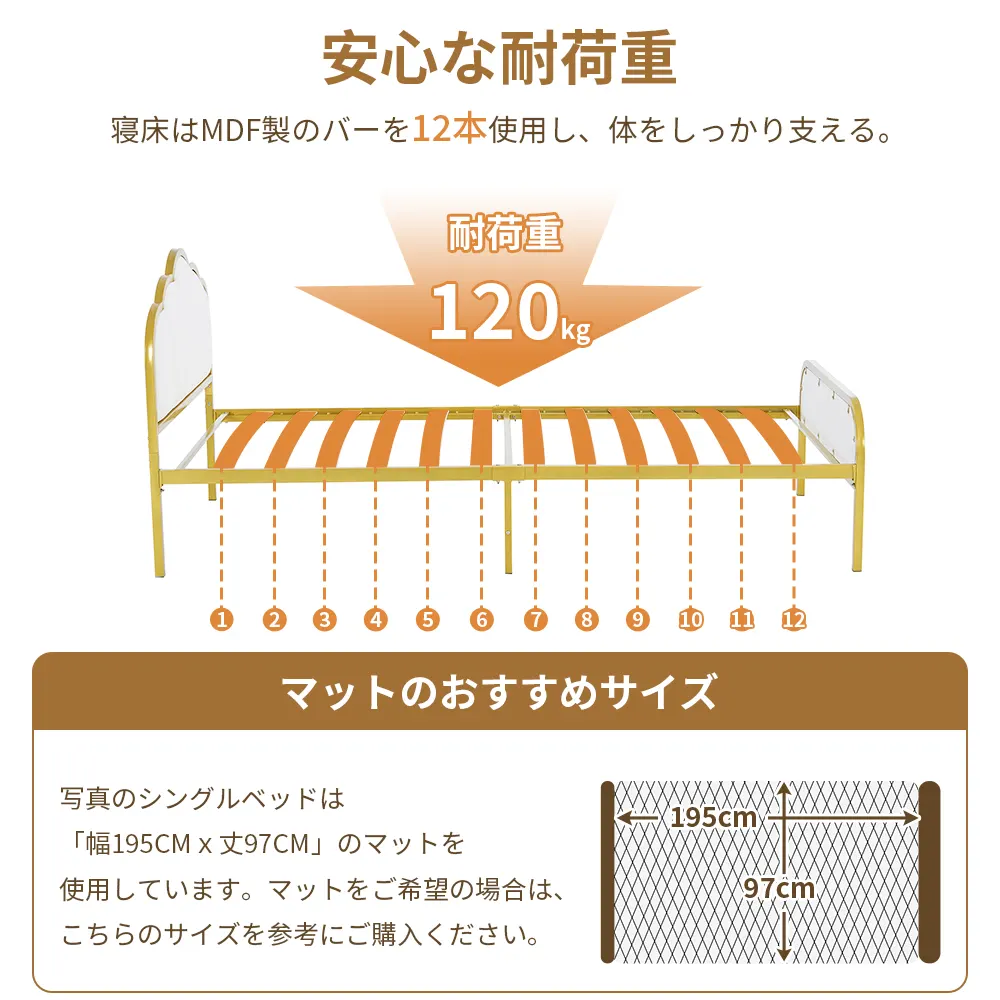 安心な耐荷重
寝床はMDF製のバーを12本使用し、体をしっかり支える。
耐荷重
120kg
1 2 3 4 5 6 7 8 9 10 11 12
マットのおすすめサイズ
写真のシングルベッドは
「幅195CM x 丈97CM」のマットを
使用しています。マットをご希望の場合は、
こちらのサイズを参考にご購入ください。
195cm
97cm